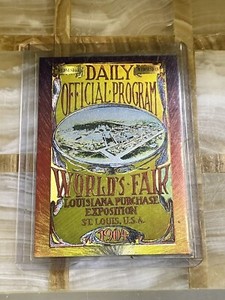 DAILY
OFFICIAL PROGRAM
WORLD'S FAIR
LOUISIANA PURCHASE
EXPOSITION
ST. LOUIS, U.S.A.
1904